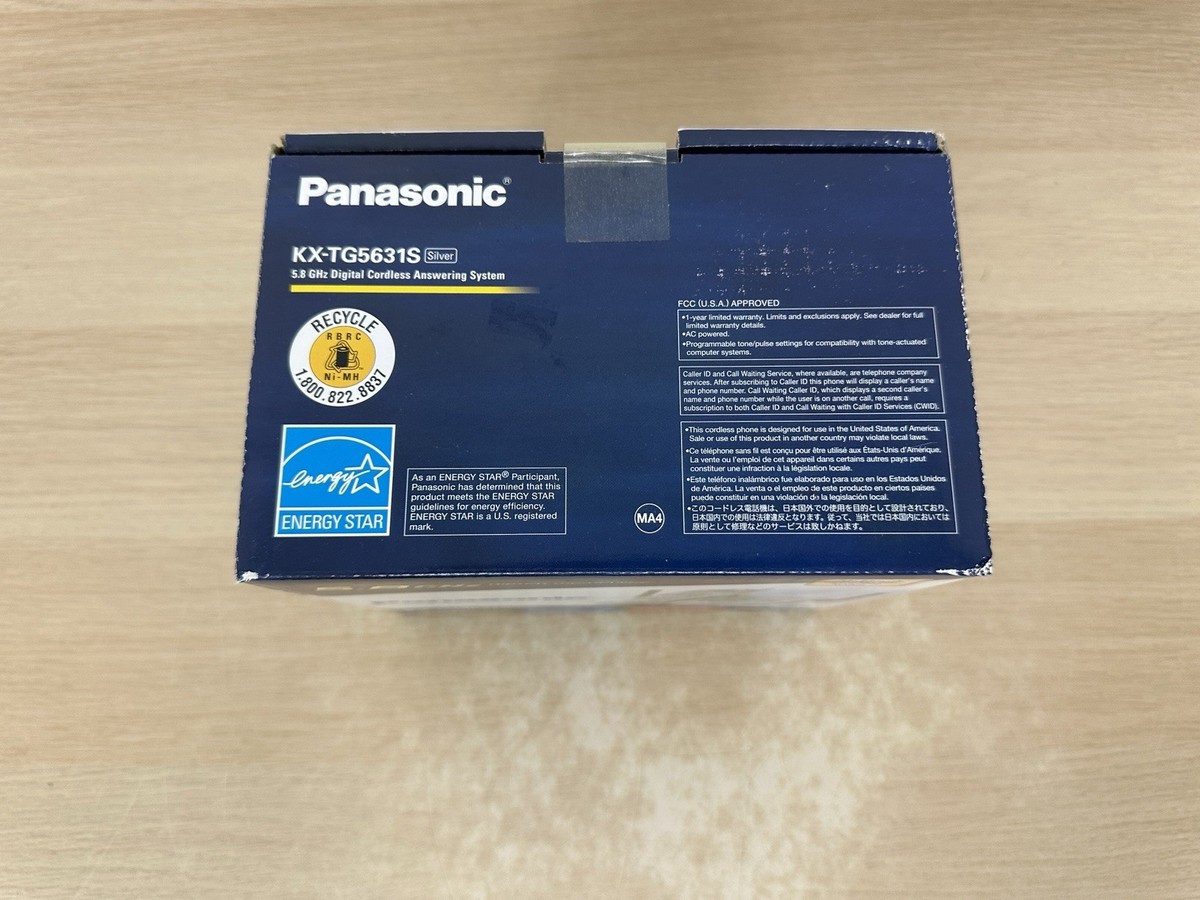 Panasonic®
KX-TG5631S Silver
5.8 GHz Digital Cordless Answering System
RECYCLE
RBRC
Ni-MH
1.800.822.8837
energy
ENERGY STAR
As an ENERGY STAR® Participant,
Panasonic has determined that this
product meets the ENERGY STAR
guidelines for energy efficiency.
ENERGY STAR is a U.S. registered
mark.
MA4
FCC (U.S.A.) APPROVED
•1-year limited warranty. Limits and exclusions apply. See dealer for full
limited warranty details.
•AC powered.
•Programmable tone/pulse settings for compatibility with tone-actuated
computer systems.
Caller ID and Call Waiting Service, where available, are telephone company
services. After subscribing to Caller ID this phone will display a caller's name
and phone number. Call Waiting Caller ID, which displays a second caller's
name and phone number while the user is on another call, requires a
subscription to both Caller ID and Call Waiting with Caller ID Services (CWID).
•This cordless phone is designed for use in the United States of America.
Sale or use of this product in another country may violate local laws.
•Ce téléphone sans fil est conçu pour être utilisé aux États-Unis d'Amérique.
La vente ou l'emploi de cet appareil dans certains autres pays peut
constituer une infraction à la législation locale.
•Este teléfono inalámbrico fue elaborado para uso en los Estados Unidos
de América. La venta o el empleo de este producto en ciertos países
puede constituir en una violación de la legislación local.
•このコードレス電話機は、日本国外での使用を目的として設計されており、
日本国内での使用は法律違反となります。従って、当社では日本国内においては
原則として修理などのサービスは致しかねます。